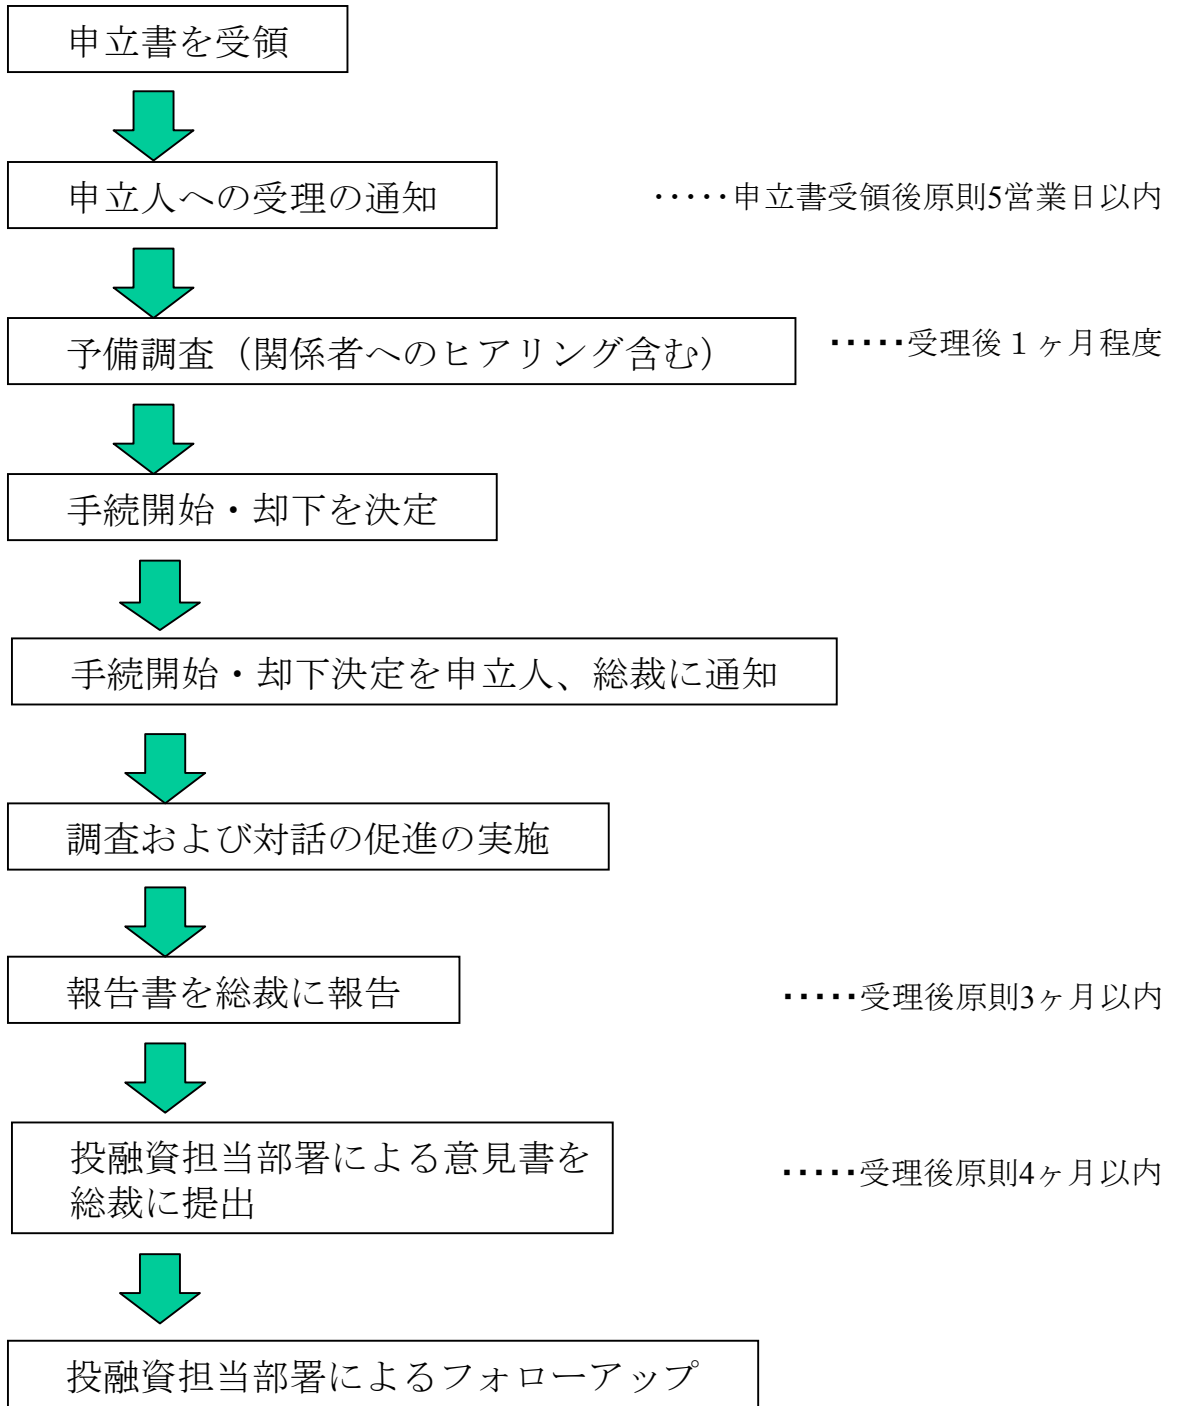 申立書を受領
申立人への受理の通知
・・・・・申立書受領後原則5営業日以内
予備調査（関係者へのヒアリング含む）
・・・・・受理後１ヶ月程度
手続開始・却下を決定
手続開始・却下決定を申立人、総裁に通知
調査および対話の促進の実施
報告書を総裁に報告
・・・・・受理後原則3ヶ月以内
投融資担当部署による意見書を
総裁に提出
・・・・・受理後原則4ヶ月以内
投融資担当部署によるフォローアップ